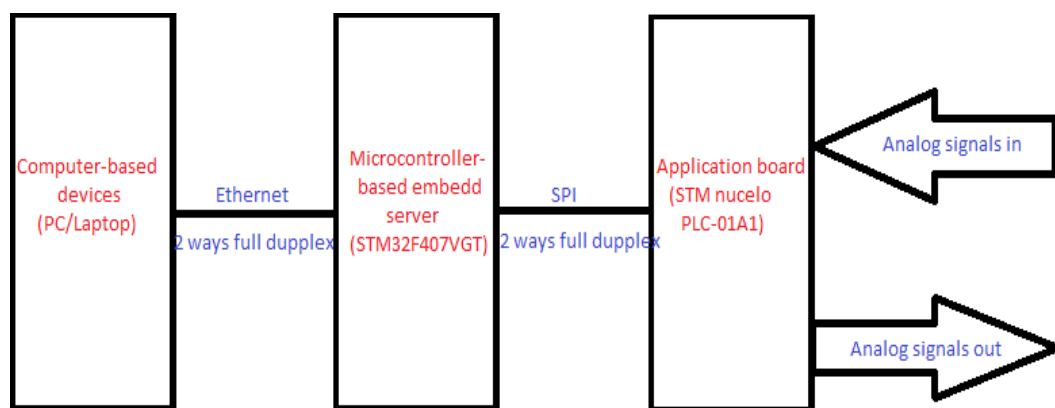 Computer-based
devices
(PC/Laptop)
Ethernet
2 ways full dupplex
Microcontroller-
based embedd
server
(STM32F407VGT)
SPI
2 ways full dupplex
Application board
(STM nucelo
PLC-01A1)
Analog signals in
Analog signals out